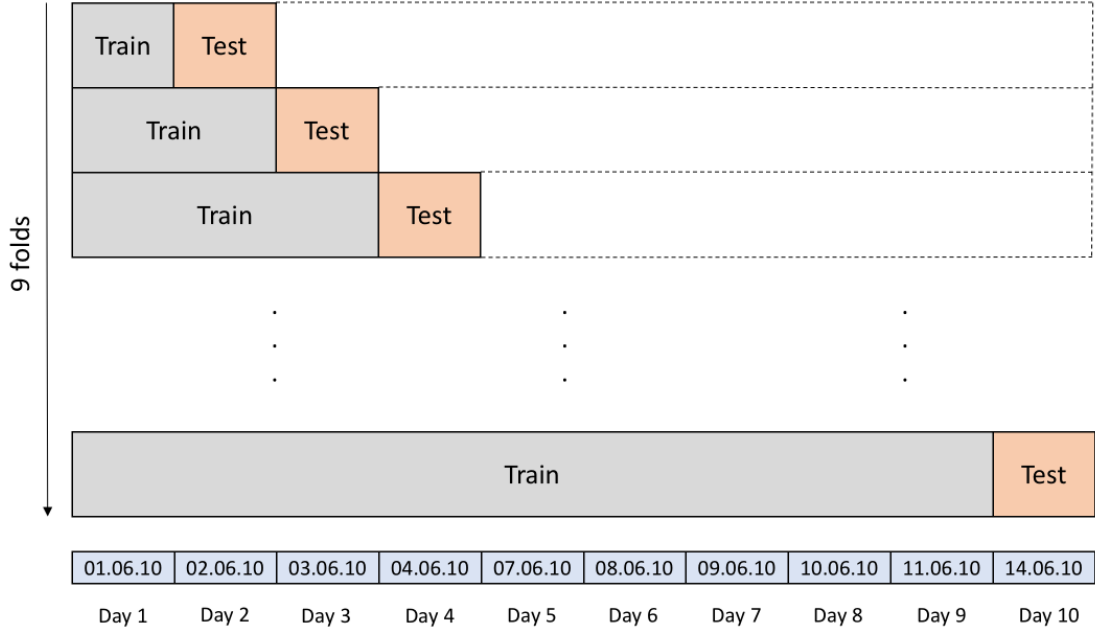 Train Test
Train Test
Train Test
9 folds
. . .
. . .
. . .
Train Test
01.06.10 02.06.10 03.06.10 04.06.10 07.06.10 08.06.10 09.06.10 10.06.10 11.06.10 14.06.10
Day 1 Day 2 Day 3 Day 4 Day 5 Day 6 Day 7 Day 8 Day 9 Day 10